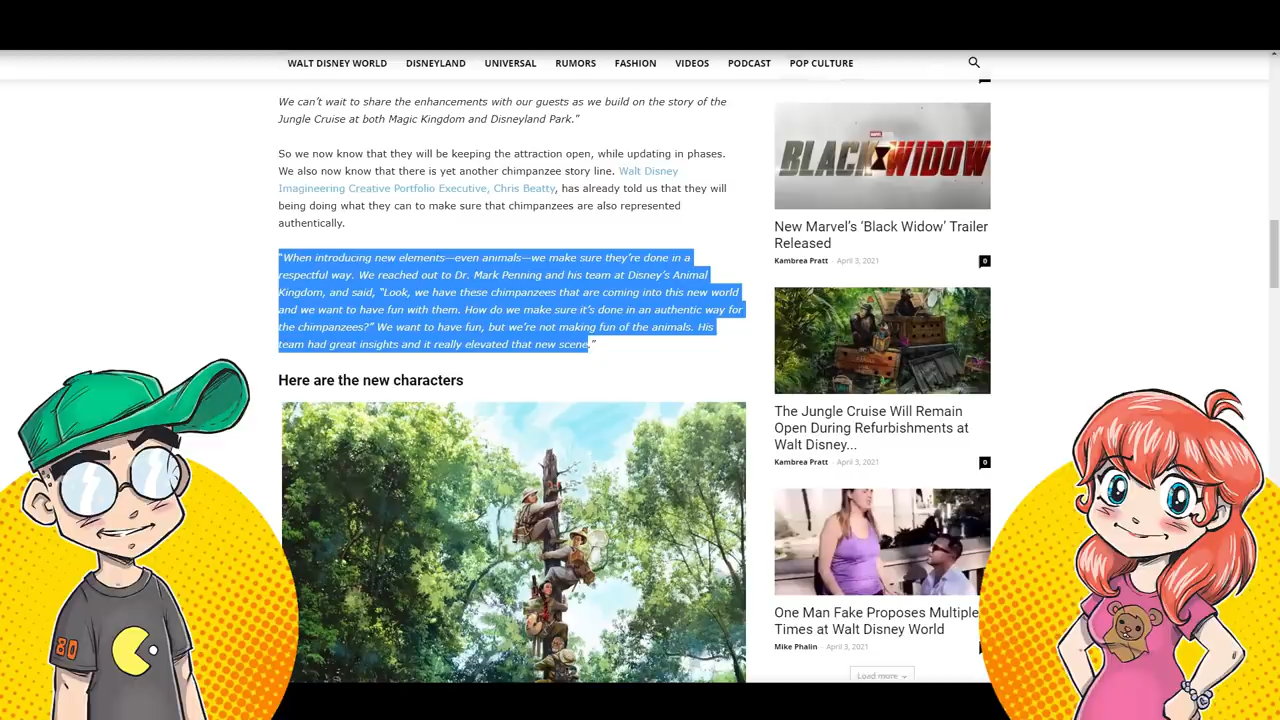 WALT DISNEY WORLD DISNEYLAND UNIVERSAL RUMORS FASHION VIDEOS PODCAST POP CULTURE
We can't wait to share the enhancements with our guests as we build on the story of the
Jungle Cruise at both Magic Kingdom and Disneyland Park."
So we now know that they will be keeping the attraction open, while updating in phases.
We also now know that there is yet another chimpanzee story line. Walt Disney
Imagineering Creative Portfolio Executive, Chris Beatty, has already told us that they will
being doing what they can to make sure that chimpanzees are also represented
authentically.
"When introducing new elements—even animals—we make sure they're done in a
respectful way. We reached out to Dr. Mark Penning and his team at Disney's Animal
Kingdom, and said, "Look, we have these chimpanzees that are coming into this new world
and we want to have fun with them. How do we make sure it's done in an authentic way for
the chimpanzees?" We want to have fun, but we're not making fun of the animals. His
team had great insights and it really elevated that new scene."
Here are the new characters
MARVEL
BLACK WIDOW
New Marvel's 'Black Widow' Trailer
Released
Kambrea Pratt - April 3, 2021 0
The Jungle Cruise Will Remain
Open During Refurbishments at
Walt Disney...
Kambrea Pratt - April 3, 2021 0
One Man Fake Proposes Multiple
Times at Walt Disney World
Mike Phalin - April 3, 2021
Load more
80